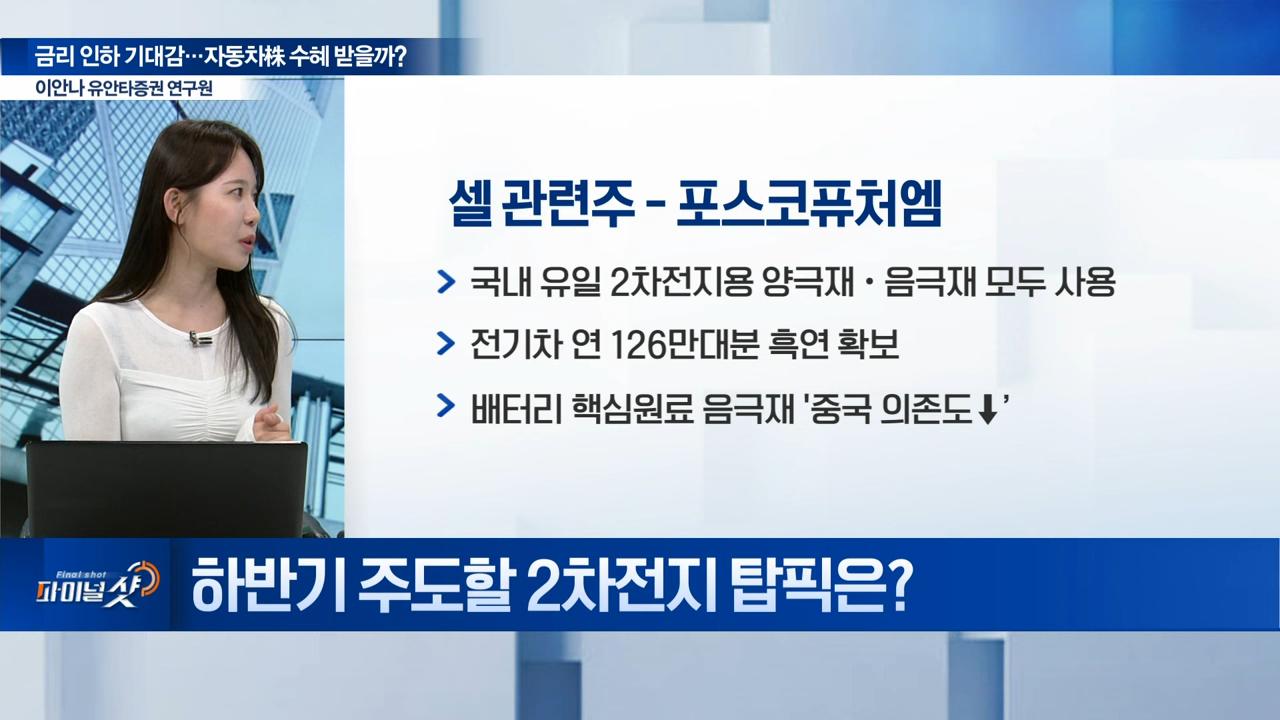 금리 인하 기대감…자동차株 수혜 받을까?
이안나 유안타증권 연구원
셀 관련주 - 포스코퓨처엠
> 국내 유일 2차전지용 양극재·음극재 모두 사용
> 전기차 연 126만대분 흑연 확보
> 배터리 핵심원료 음극재 '중국 의존도⬇’
Final shot
파이널샷
하반기 주도할 2차전지 탑픽은?